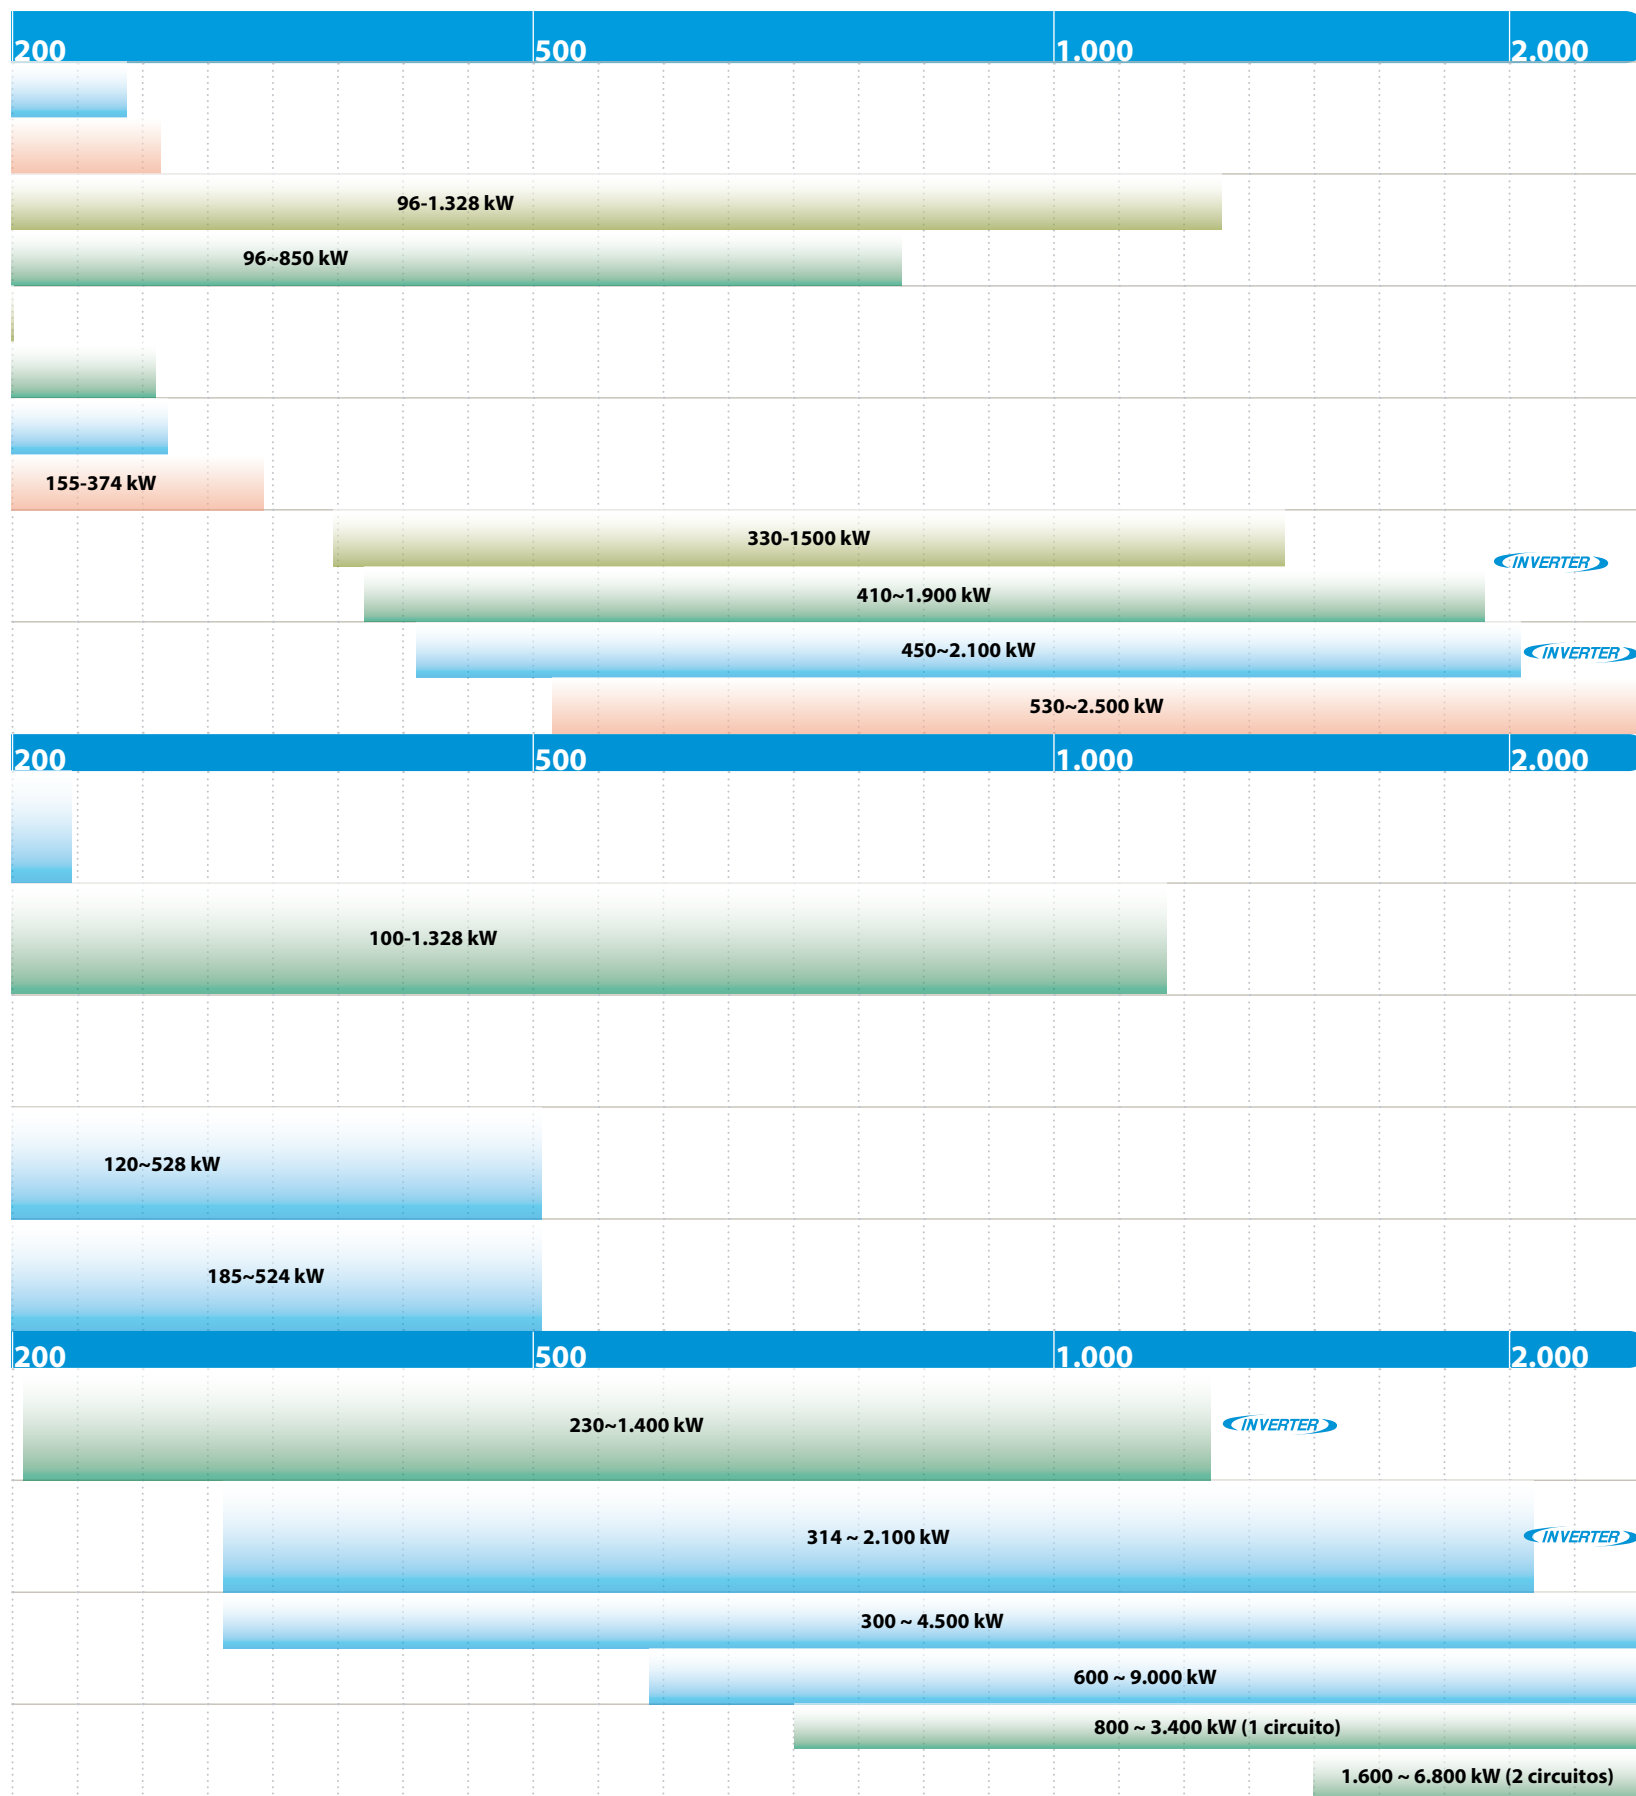 200 500 1.000 2.000
96-1.328 kW
96~850 kW
155-374 kW
330-1500 kW
INVERTER
410~1.900 kW
450~2.100 kW INVERTER
530~2.500 kW
200 500 1.000 2.000
100-1.328 kW
120~528 kW
185~524 kW
200 500 1.000 2.000
230~1.400 kW INVERTER
314 ~ 2.100 kW INVERTER
300 ~ 4.500 kW
600 ~ 9.000 kW
800 ~ 3.400 kW (1 circuito)
1.600 ~ 6.800 kW (2 circuitos)